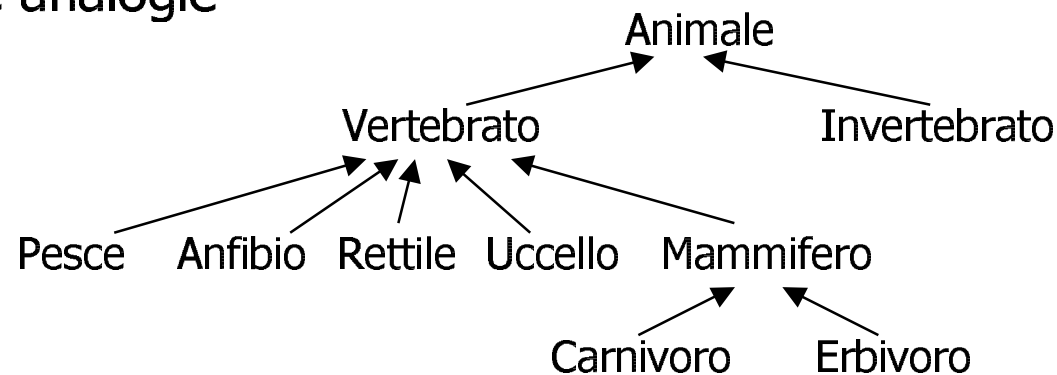 e analogie
Animale
Vertebrato Invertebrato
Pesce Anfibio Rettile Uccello Mammifero
Carnivoro Erbivoro